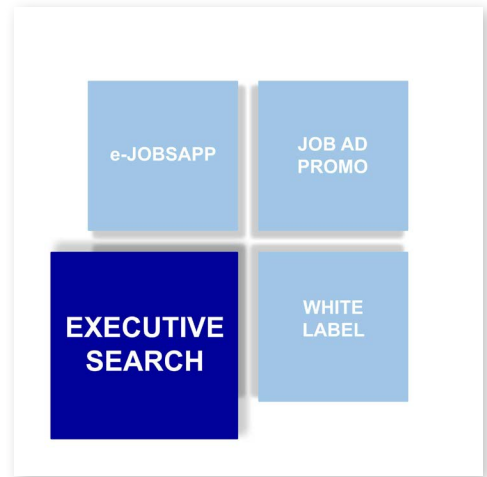 e-JOBSAPP
JOB AD
PROMO
EXECUTIVE
SEARCH
WHITE
LABEL